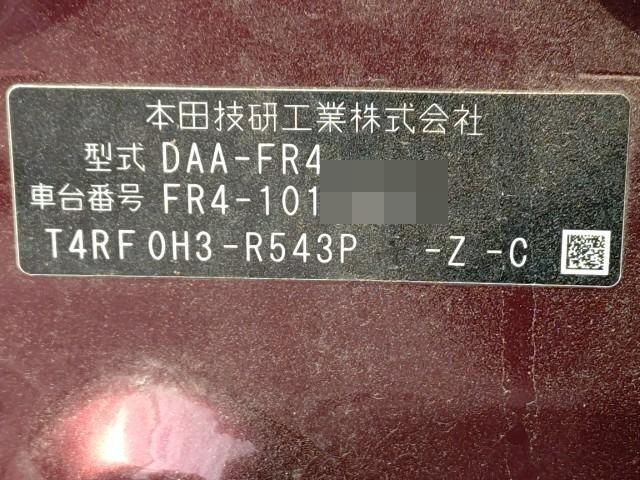 本田技研工業株式会社
型式 DAA-FR4
車台番号 FR4-101
T4RF0H3-R543P -Z-C